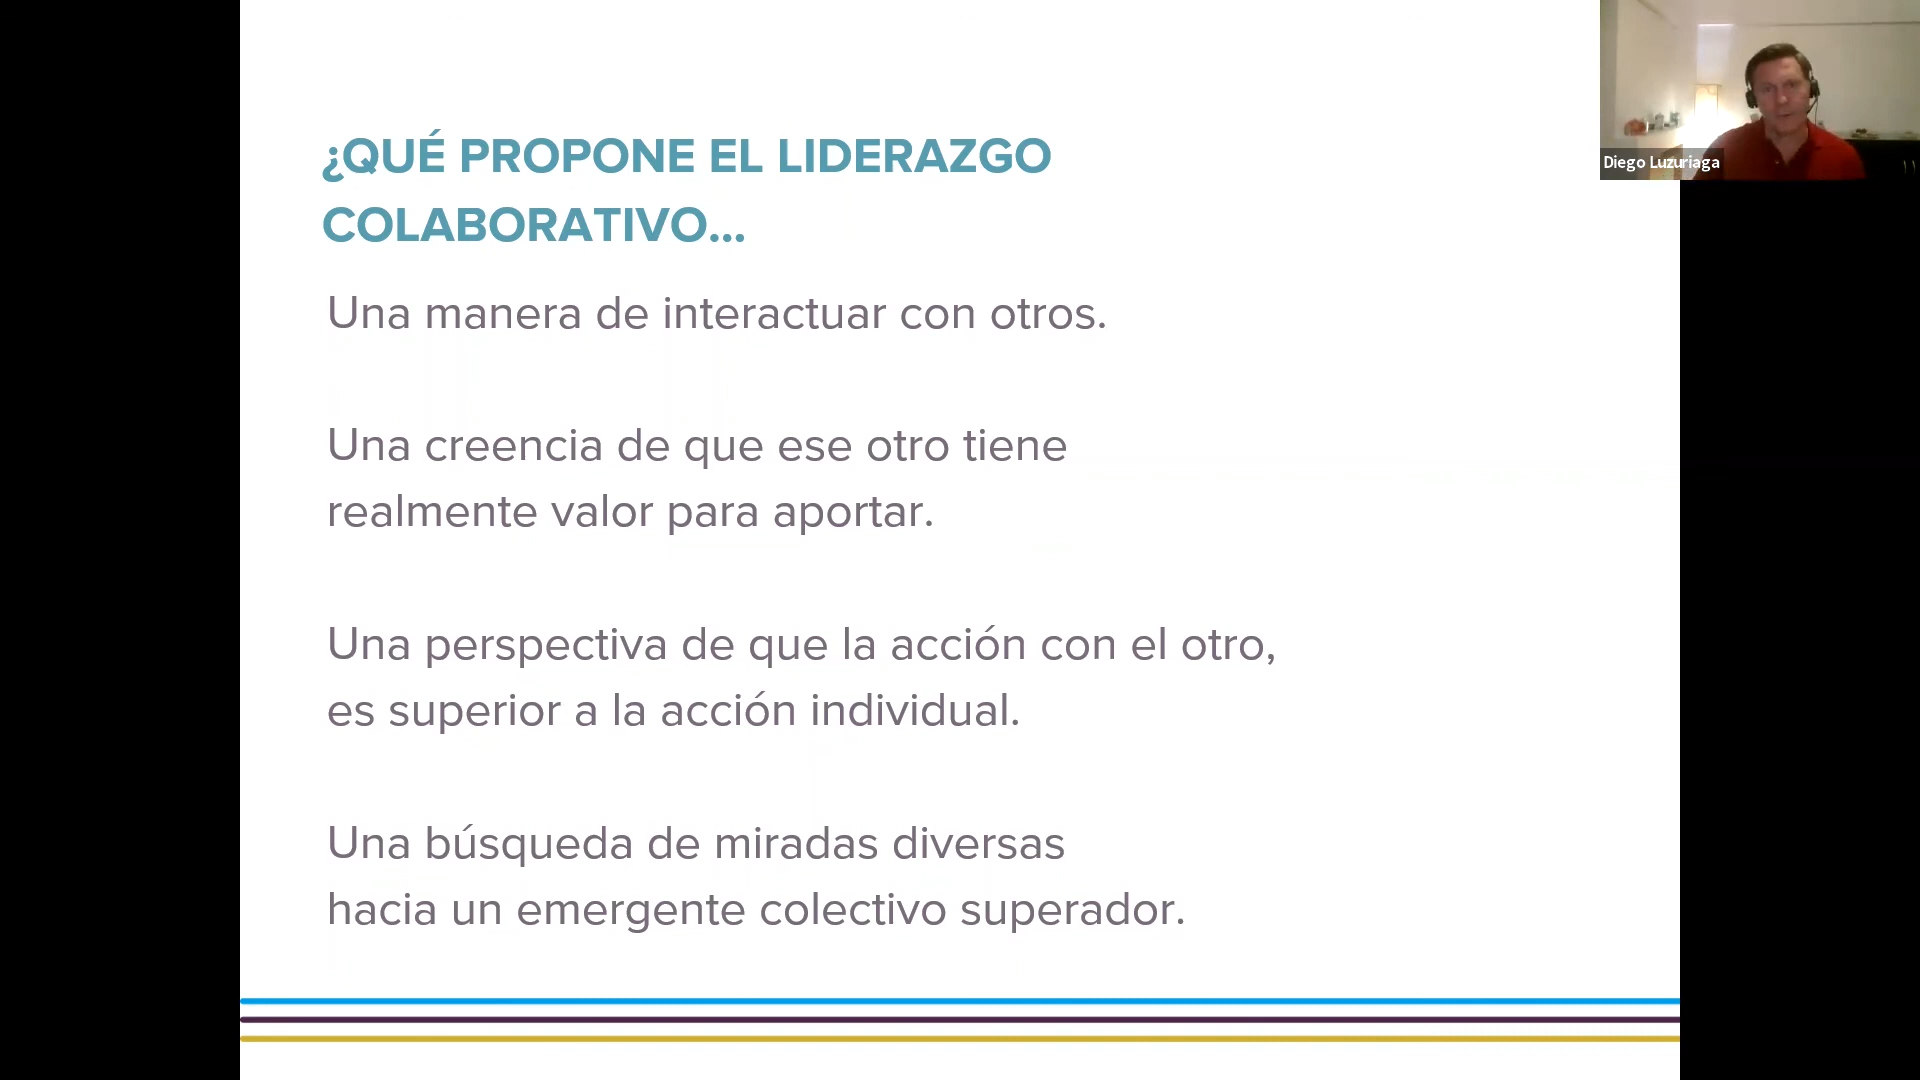 ¿QUÉ PROPONE EL LIDERAZGO
COLABORATIVO...
Una manera de interactuar con otros.
Una creencia de que ese otro tiene
realmente valor para aportar.
Una perspectiva de que la acción con el otro,
es superior a la acción individual.
Una búsqueda de miradas diversas
hacia un emergente colectivo superador.
Diego Luzuriaga